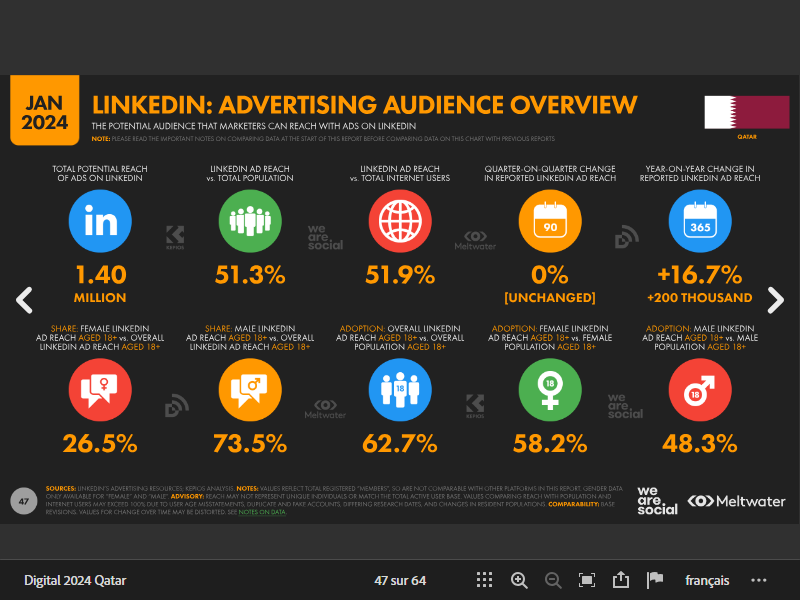 JAN
2024
LINKEDIN: ADVERTISING AUDIENCE OVERVIEW
THE POTENTIAL AUDIENCE THAT MARKETERS CAN REACH WITH ADS ON LINKEDIN
NOTE: PLEASE READ THE IMPORTANT NOTES ON COMPARING DATA AT THE START OF THIS REPORT BEFORE COMPARING DATA ON THIS CHART WITH PREVIOUS REPORTS
QATAR
TOTAL POTENTIAL REACH
OF ADS ON LINKEDIN
in
1.40
MILLION
LINKEDIN AD REACH
vs. TOTAL POPULATION
51.3%
LINKEDIN AD REACH
vs. TOTAL INTERNET USERS
51.9%
QUARTER-ON-QUARTER CHANGE
IN REPORTED LINKEDIN AD REACH
90
0%
[UNCHANGED]
YEAR-ON-YEAR CHANGE IN
REPORTED LINKEDIN AD REACH
365
+16.7%
+200 THOUSAND
KEPIOS
we
are.
social
Meltwater
SHARE: FEMALE LINKEDIN
AD REACH AGED 18+ vs. OVERALL
LINKEDIN AD REACH AGED 18+
26.5%
SHARE: MALE LINKEDIN
AD REACH AGED 18+ vs. OVERALL
LINKEDIN AD REACH AGED 18+
73.5%
ADOPTION: OVERALL LINKEDIN
AD REACH AGED 18+ vs. OVERALL
POPULATION AGED 18+
18
62.7%
ADOPTION: FEMALE LINKEDIN
AD REACH AGED 18+ vs. FEMALE
POPULATION AGED 18+
18
58.2%
ADOPTION: MALE LINKEDIN
AD REACH AGED 18+ vs. MALE
POPULATION AGED 18+
18
48.3%
Meltwater
KEPIOS
we
are.
social
47
SOURCES: LINKEDIN'S ADVERTISING RESOURCES; KEPIOS ANALYSIS. NOTES: VALUES REFLECT TOTAL REGISTERED "MEMBERS", SO ARE NOT COMPARABLE WITH OTHER PLATFORMS IN THIS REPORT. GENDER DATA
ONLY AVAILABLE FOR "FEMALE" AND "MALE". ADVISORY: REACH MAY NOT REPRESENT UNIQUE INDIVIDUALS OR MATCH THE TOTAL ACTIVE USER BASE. VALUES COMPARING REACH WITH POPULATION AND
INTERNET USERS MAY EXCEED 100% DUE TO USER AGE MISSTATEMENTS, DUPLICATE AND FAKE ACCOUNTS, DIFFERING RESEARCH DATES, AND CHANGES IN RESIDENT POPULATIONS. COMPARABILITY: BASE
REVISIONS. VALUES FOR CHANGE OVER TIME MAY BE DISTORTED. SEE NOTES ON DATA.
we
are.
social
Meltwater
Digital 2024 Qatar
47 sur 64
français